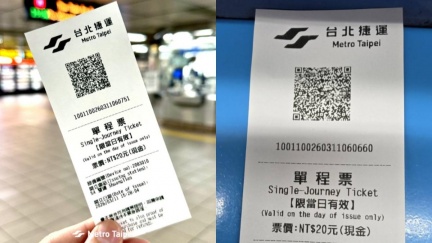 台北捷運
Metro Taipei
1001100260311060751
單程票
Single-Journey Ticket
【限當日有效】
(Valid on the day of issue only)
票價:NT$20元(現金)
Metro Taipei
台北捷運
Metro Taipei
1001100260311060660
單程票
Single-Journey Ticket
【限當日有效】
(Valid on the day of issue only)
票價:NT$20元(現金)